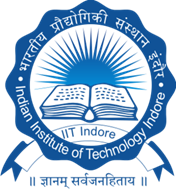 भारतीय प्रौद्योगिकी संस्थान इंदौर
Indian Institute of Technology Indore
IIT Indore
॥ ज्ञानम् सर्वजनहिताय ॥